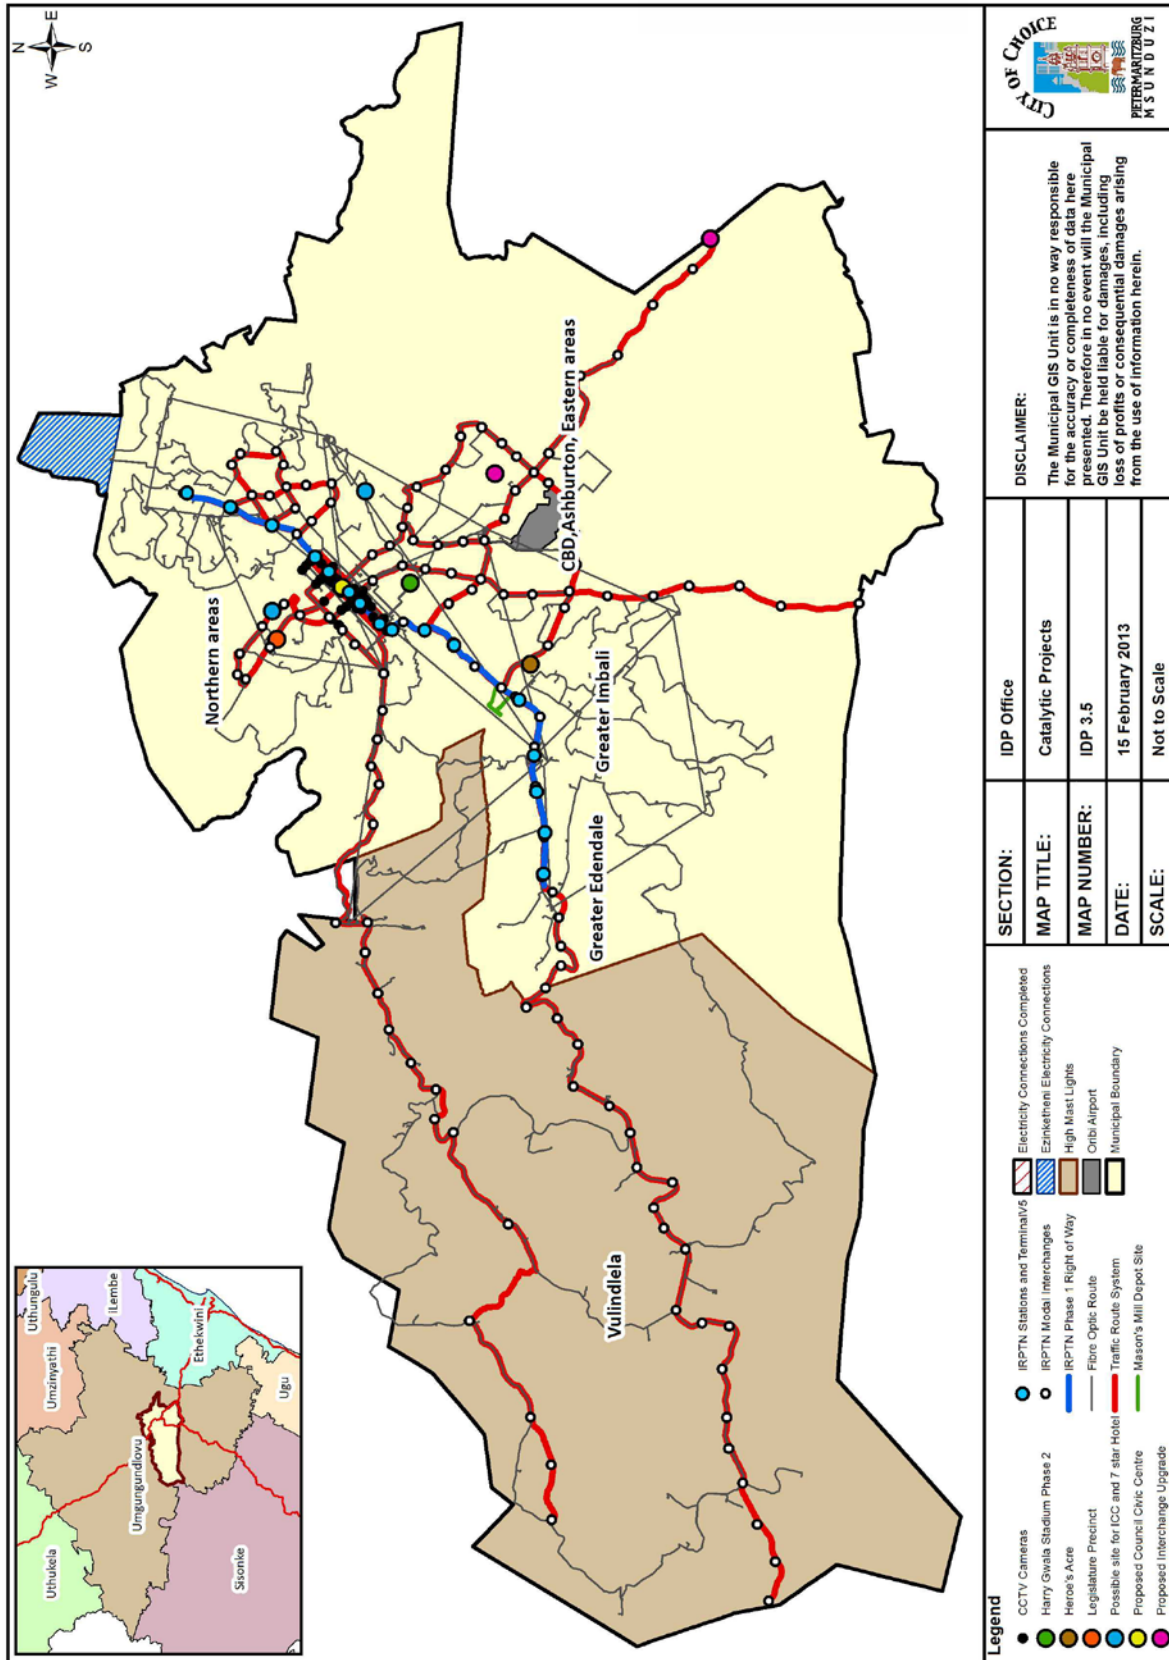 N
W
E
S
Northern areas
CBD, Ashburton, Eastern areas
Greater Imbali
Greater Edendale
Vulindlela
Uthukela
Umzinyathi
Uthungulu
iLembe
Umgungundlovu
Ethekwini
Ugu
Sisonke
Legend
CCTV Cameras
Harry Gwala Stadium Phase 2
Heroe's Acre
Legislature Precinct
Possible site for ICC and 7 star Hotel
Proposed Council Civic Centre
Proposed Interchange Upgrade
IRPTN Stations and TerminalV5
IRPTN Modal Interchanges
IRPTN Phase 1 Right of Way
Fibre Optic Route
Traffic Route System
Mason's Mill Depot Site
Electricity Connections Completed
Ezinketheni Electricity Connections
High Mast Lights
Oribi Airport
Municipal Boundary
SECTION: IDP Office
MAP TITLE: Catalytic Projects
MAP NUMBER: IDP 3.5
DATE: 15 February 2013
SCALE: Not to Scale
DISCLAIMER:
The Municipal GIS Unit is in no way responsible
for the accuracy or completeness of data here
presented. Therefore in no event will the Municipal
GIS Unit be held liable for damages, including
loss of profits or consequential damages arising
from the use of information herein.
CITY OF CHOICE
PIETERMARITZBURG
MSUNDUZI